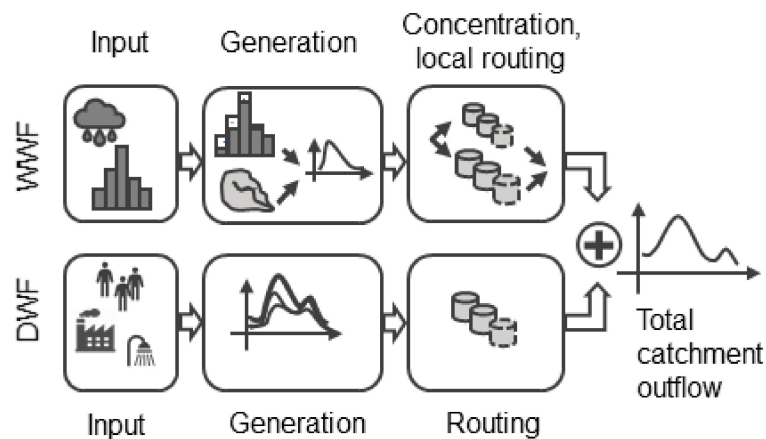 Input
Generation
Concentration,
local routing
WWF
DWF
Total
catchment
outflow
Input
Generation
Routing